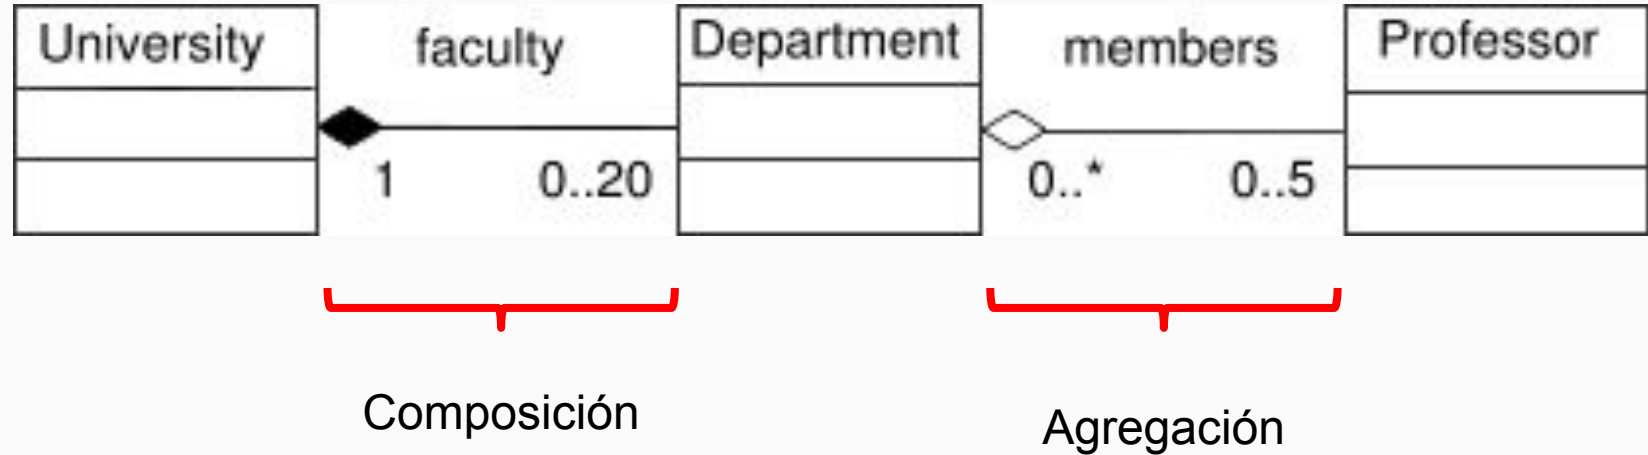 University
faculty
Department
members
Professor
1
0..20
0..*
0..5
Composición
Agregación